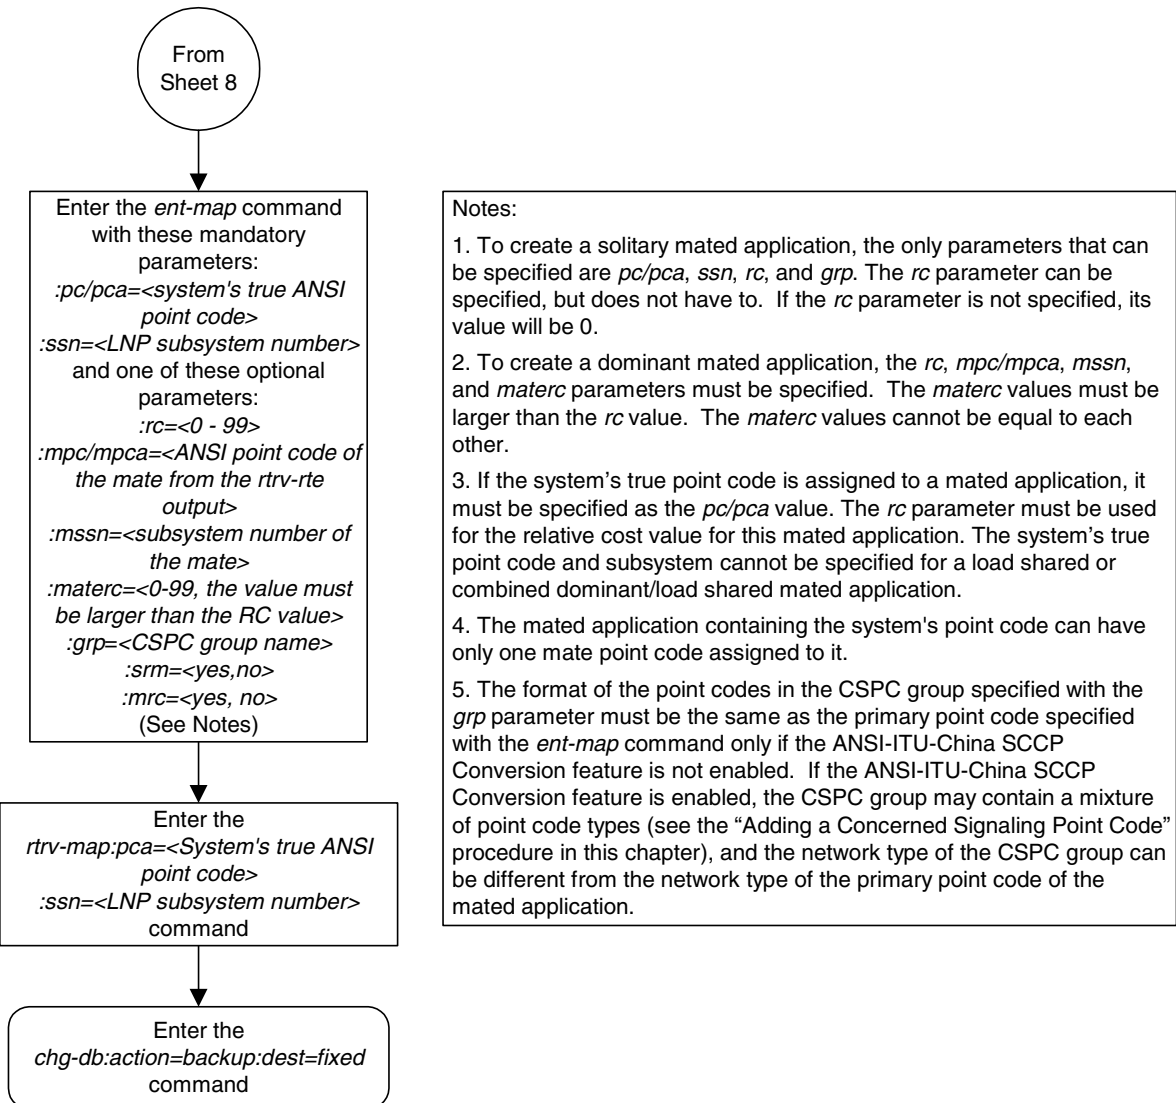 From
Sheet 8
Enter the ent-map command
with these mandatory
parameters:
:pc/pca=<system's true ANSI
point code>
:ssn=<LNP subsystem number>
and one of these optional
parameters:
:rc=<0 - 99>
:mpc/mpca=<ANSI point code of
the mate from the rtrv-rte
output>
:mssn=<subsystem number of
the mate>
:materc=<0-99, the value must
be larger than the RC value>
:grp=<CSPC group name>
:srm=<yes,no>
:mrc=<yes, no>
(See Notes)
Enter the
rtrv-map:pca=<System's true ANSI
point code>
:ssn=<LNP subsystem number>
command
Enter the
chg-db:action=backup:dest=fixed
command
Notes:
1. To create a solitary mated application, the only parameters that can
be specified are pc/pca, ssn, rc, and grp. The rc parameter can be
specified, but does not have to.  If the rc parameter is not specified, its
value will be 0.
2. To create a dominant mated application, the rc, mpc/mpca, mssn,
and materc parameters must be specified.  The materc values must be
larger than the rc value.  The materc values cannot be equal to each
other.
3. If the system's true point code is assigned to a mated application, it
must be specified as the pc/pca value. The rc parameter must be used
for the relative cost value for this mated application. The system's true
point code and subsystem cannot be specified for a load shared or
combined dominant/load shared mated application.
4. The mated application containing the system's point code can have
only one mate point code assigned to it.
5. The format of the point codes in the CSPC group specified with the
grp parameter must be the same as the primary point code specified
with the ent-map command only if the ANSI-ITU-China SCCP
Conversion feature is not enabled.  If the ANSI-ITU-China SCCP
Conversion feature is enabled, the CSPC group may contain a mixture
of point code types (see the “Adding a Concerned Signaling Point Code”
procedure in this chapter), and the network type of the CSPC group can
be different from the network type of the primary point code of the
mated application.